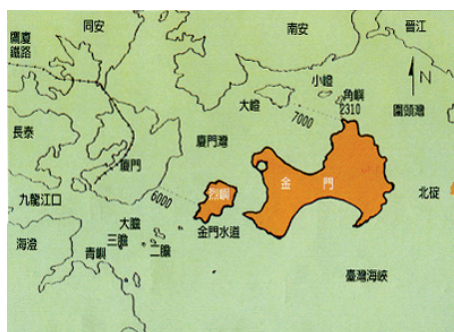 同安
南安
晉江
鷹廈
鐵路
小嶝
角嶼
2310
N
大嶝
7000
圍頭灣
長泰
廈門灣
廈門
烈嶼
金門
北碇
九龍江口
6000
大膽
海澄
三膽
二膽
金門水道
青嶼
臺灣海峽